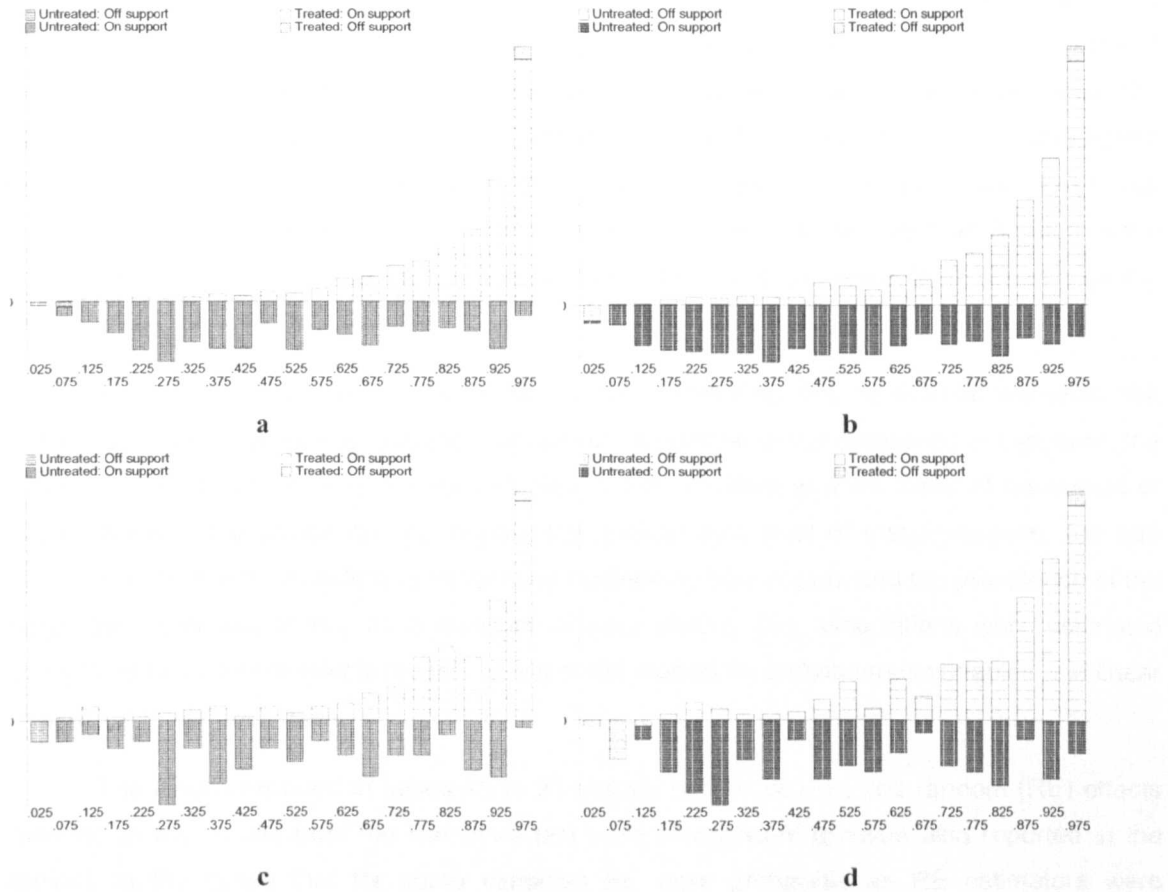 Untreated: Off support Treated: On support
Untreated: On support Treated: Off support
Untreated: Off support Treated: On support
Untreated: On support Treated: Off support
0
0
.025 .125 .225 .325 .425 .525 .625 .725 .825 .925
.075 .175 .275 .375 .475 .575 .675 .775 .875 .975
.025 .125 .225 .325 .425 .525 .625 .725 .825 .925
.075 .175 .275 .375 .475 .575 .675 .775 .875 .975
a
b
Untreated: Off support Treated: On support
Untreated: On support Treated: Off support
Untreated: Off support Treated: On support
Untreated: On support Treated: Off support
0
0
.025 .125 .225 .325 .425 .525 .625 .725 .825 .925
.075 .175 .275 .375 .475 .575 .675 .775 .875 .975
.025 .125 .225 .325 .425 .525 .625 .725 .825 .925
.075 .175 .275 .375 .475 .575 .675 .775 .875 .975
c
d